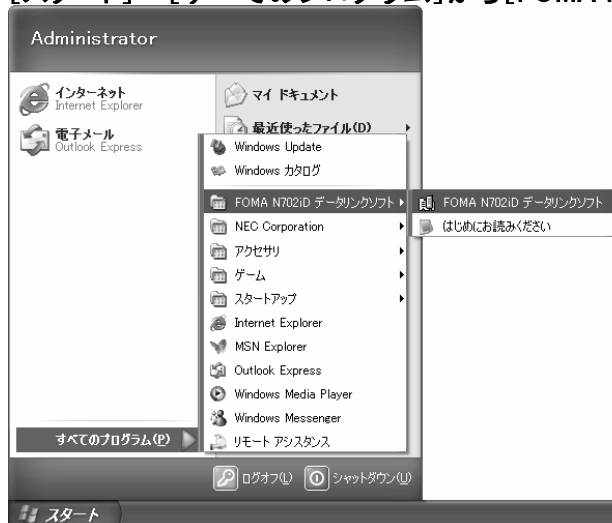 Administrator
インターネット
Internet Explorer
電子メール
Outlook Express
マイ ドキュメント
最近使ったファイル(D)
Windows Update
Windows カタログ
FOMA N702iD データリンクソフト
NEC Corporation
アクセサリ
ゲーム
スタートアップ
Internet Explorer
MSN Explorer
Outlook Express
Windows Media Player
Windows Messenger
リモート アシスタンス
FOMA N702iD データリンクソフト
はじめにお読みください
すべてのプログラム(P)
ログオフ(L)
シャットダウン(U)
スタート